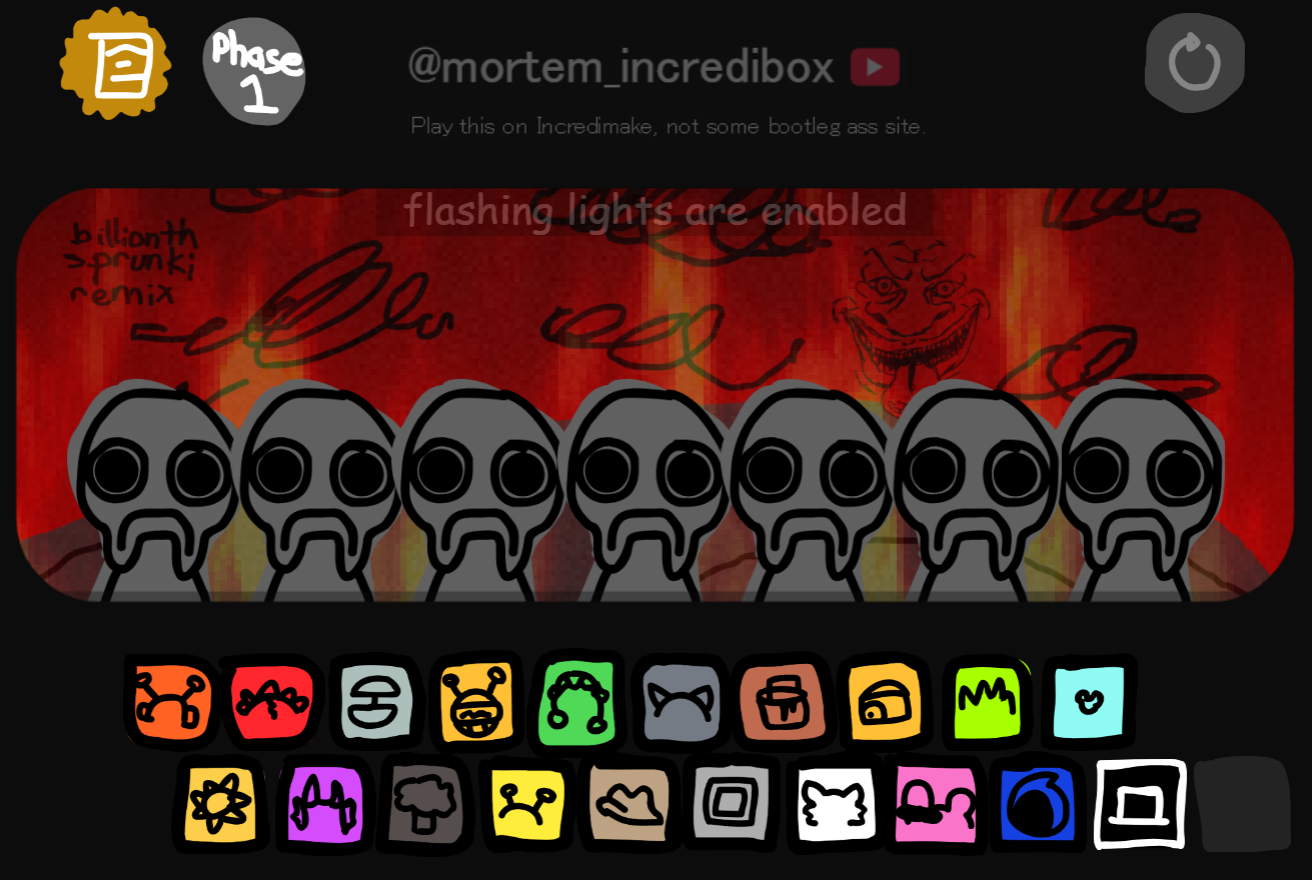 Phase
1
@mortem_incredibox
Play this on Incredimake, not some bootleg ass site.
flashing lights are enabled
billionth
sprunki
remix